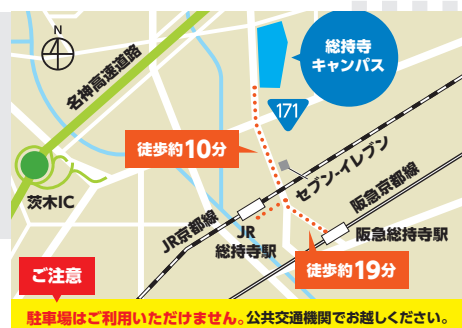 N
総持寺
キャンパス
名神高速道路
171
徒歩約10分
セブン-イレブン
茨木IC
JR京都線
JR
総持寺駅
阪急京都線
阪急総持寺駅
徒歩約19分
ご注意
駐車場はご利用いただけません。公共交通機関でお越しください。